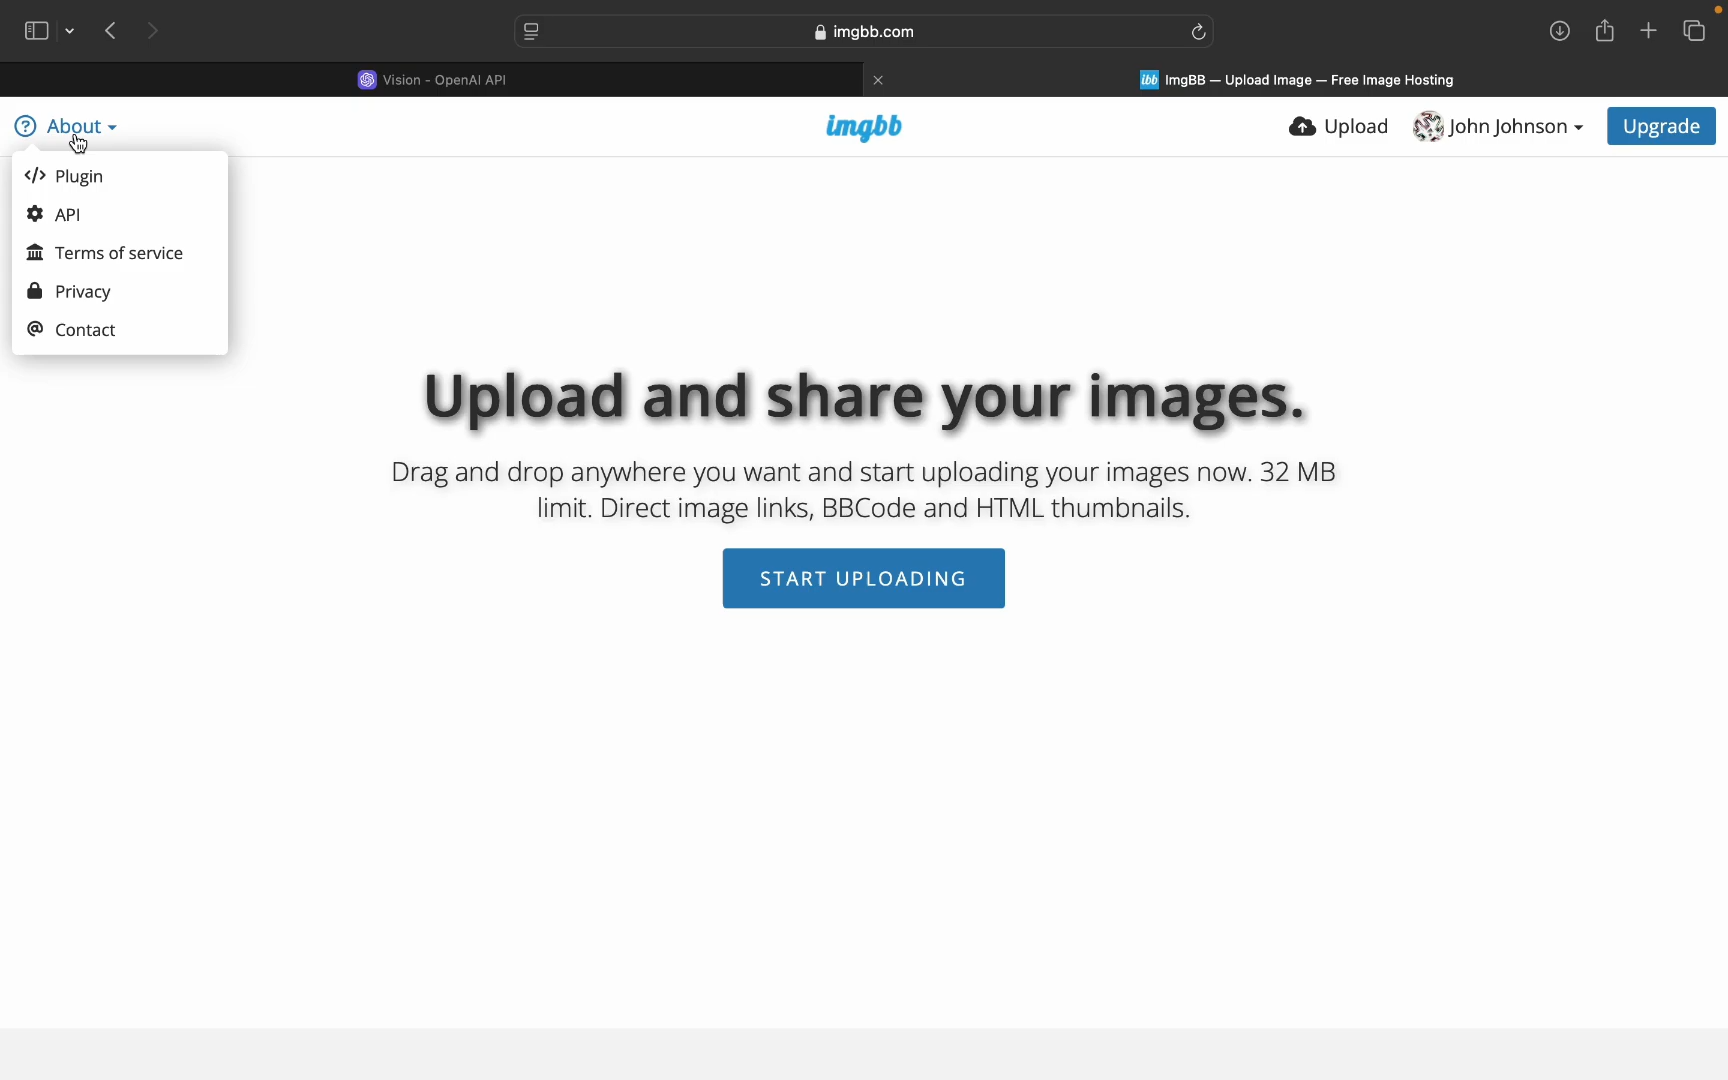 imgbb.com
Vision - OpenAI API
ibb ImgBB — Upload Image — Free Image Hosting
? About
imgbb
Upload
John Johnson
Upgrade
</> Plugin
API
Terms of service
Privacy
@ Contact
Upload and share your images.
Drag and drop anywhere you want and start uploading your images now. 32 MB
limit. Direct image links, BBCode and HTML thumbnails.
START UPLOADING